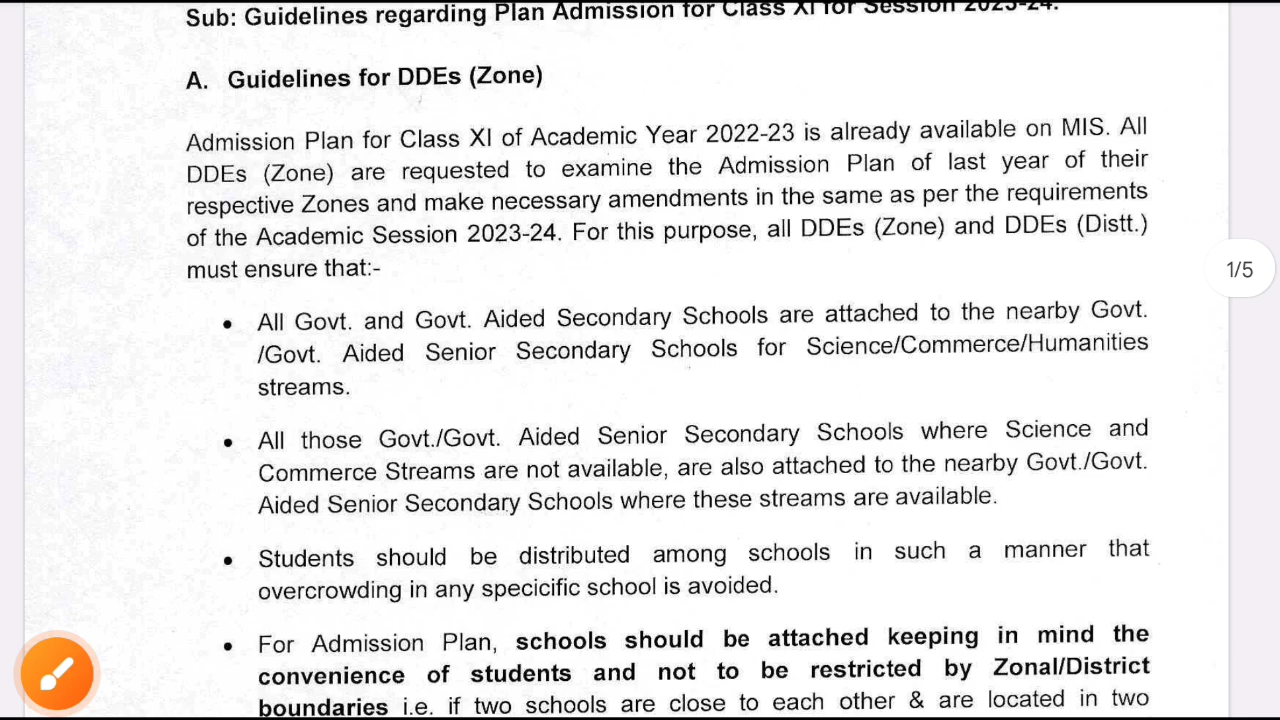 Sub: Guidelines regarding Plan Admission for Class XI for Session 2023-24.
A. Guidelines for DDEs (Zone)
Admission Plan for Class XI of Academic Year 2022-23 is already available on MIS. All
DDEs (Zone) are requested to examine the Admission Plan of last year of their
respective Zones and make necessary amendments in the same as per the requirements
of the Academic Session 2023-24. For this purpose, all DDEs (Zone) and DDEs (Distt.)
must ensure that:-
• All Govt. and Govt. Aided Secondary Schools are attached to the nearby Govt.
/Govt. Aided Senior Secondary Schools for Science/Commerce/Humanities
streams.
• All those Govt./Govt. Aided Senior Secondary Schools where Science and
Commerce Streams are not available, are also attached to the nearby Govt./Govt.
Aided Senior Secondary Schools where these streams are available.
• Students should be distributed among schools in such a manner that
overcrowding in any specicific school is avoided.
• For Admission Plan, schools should be attached keeping in mind the
convenience of students and not to be restricted by Zonal/District
boundaries i.e. if two schools are close to each other & are located in two
1/5